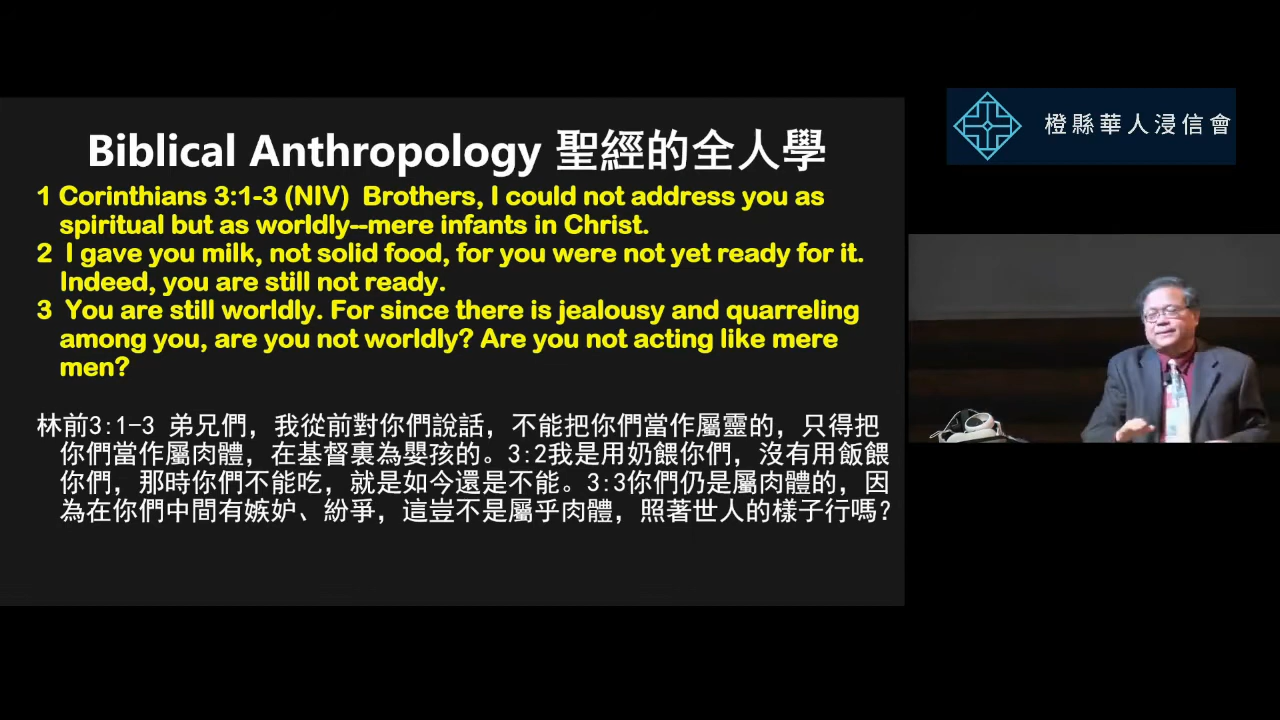 Biblical Anthropology 聖經的全人學
1 Corinthians 3:1-3 (NIV)  Brothers, I could not address you as
spiritual but as worldly--mere infants in Christ.
2  I gave you milk, not solid food, for you were not yet ready for it.
Indeed, you are still not ready.
3  You are still worldly. For since there is jealousy and quarreling
among you, are you not worldly? Are you not acting like mere
men?
林前3:1-3 弟兄們，我從前對你們說話，不能把你們當作屬靈的，只得把
你們當作屬肉體，在基督裏為嬰孩的。3:2我是用奶餵你們，沒有用飯餵
你們，那時你們不能吃，就是如今還是不能。3:3你們仍是屬肉體的，因
為在你們中間有嫉妒、紛爭，這豈不是屬乎肉體，照著世人的樣子行嗎？
橙縣華人浸信會